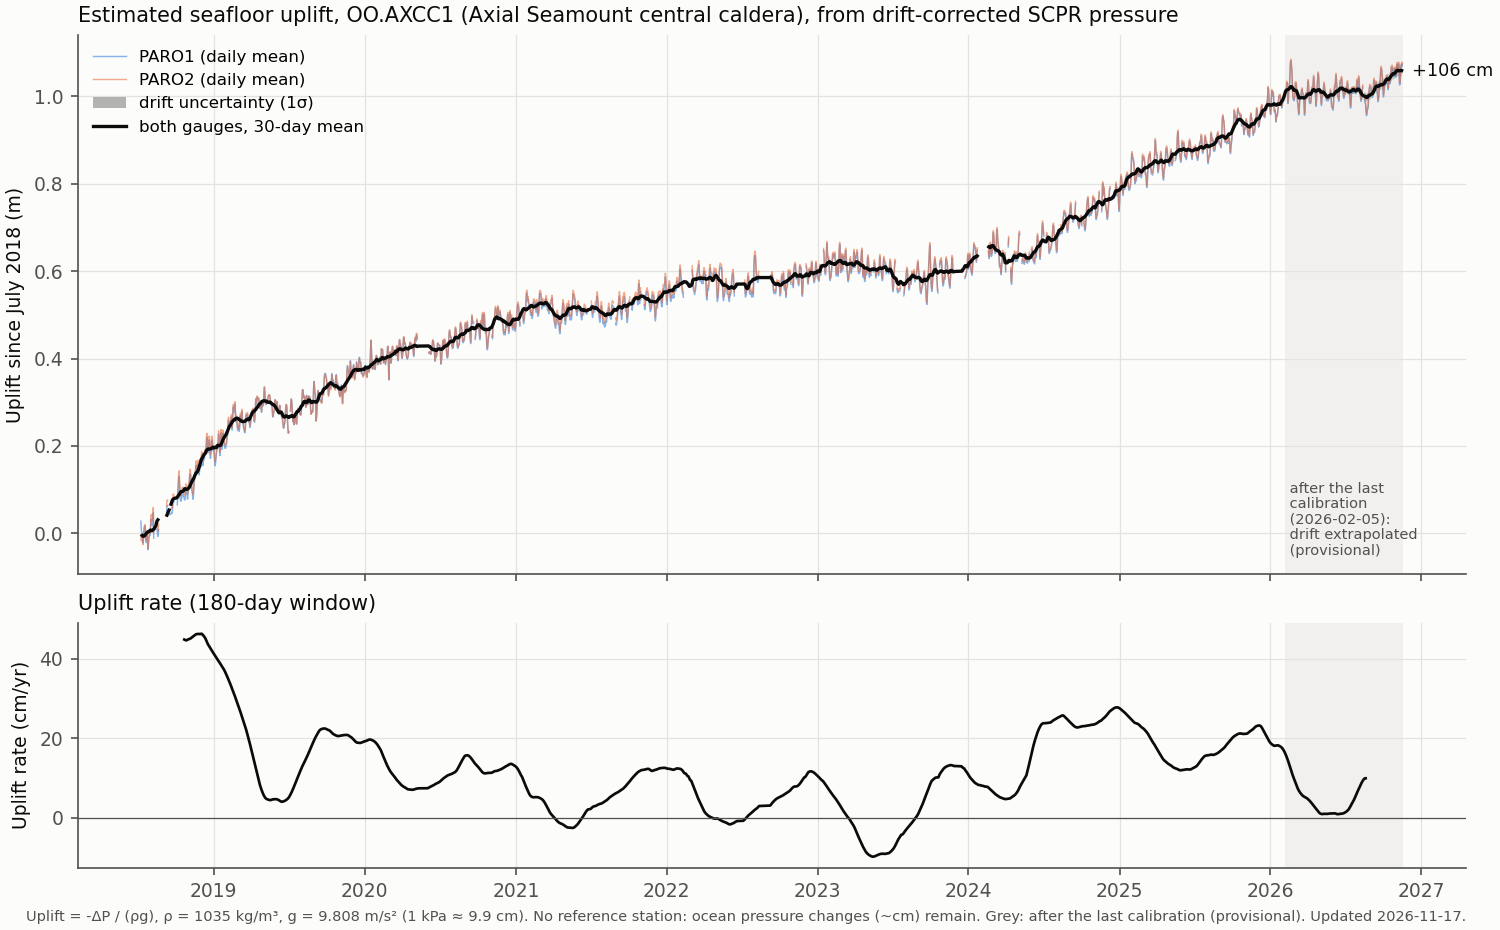 Estimated seafloor uplift, OO.AXCC1 (Axial Seamount central caldera), from drift-corrected SCPR pressure
PARO1 (daily mean)
PARO2 (daily mean)
drift uncertainty (1σ)
both gauges, 30-day mean
+106 cm
Uplift since July 2018 (m)
1.0
0.8
0.6
0.4
0.2
0.0
after the last
calibration
(2026-02-05):
drift extrapolated
(provisional)
Uplift rate (180-day window)
Uplift rate (cm/yr)
40
20
0
2019
2020
2021
2022
2023
2024
2025
2026
2027
Uplift = -ΔP / (ρg), ρ = 1035 kg/m³, g = 9.808 m/s² (1 kPa ≈ 9.9 cm). No reference station: ocean pressure changes (~cm) remain. Grey: after the last calibration (provisional). Updated 2026-11-17.